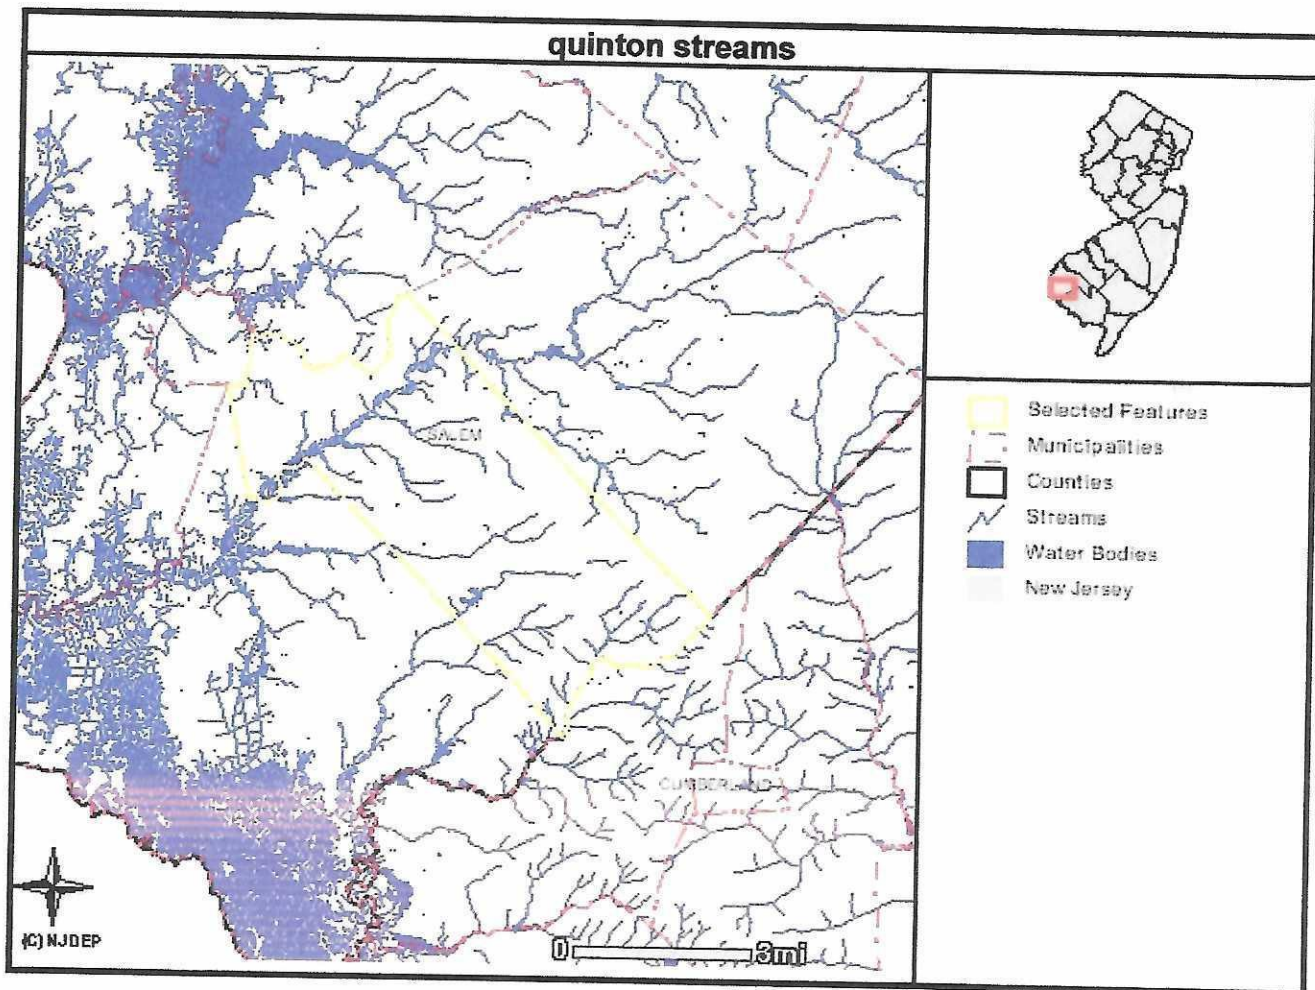 quinton streams
SALEM
CUMBERLAND
(C) NJDEP
0 3mi
Selected Features
Municipalities
Counties
Streams
Water Bodies
New Jersey